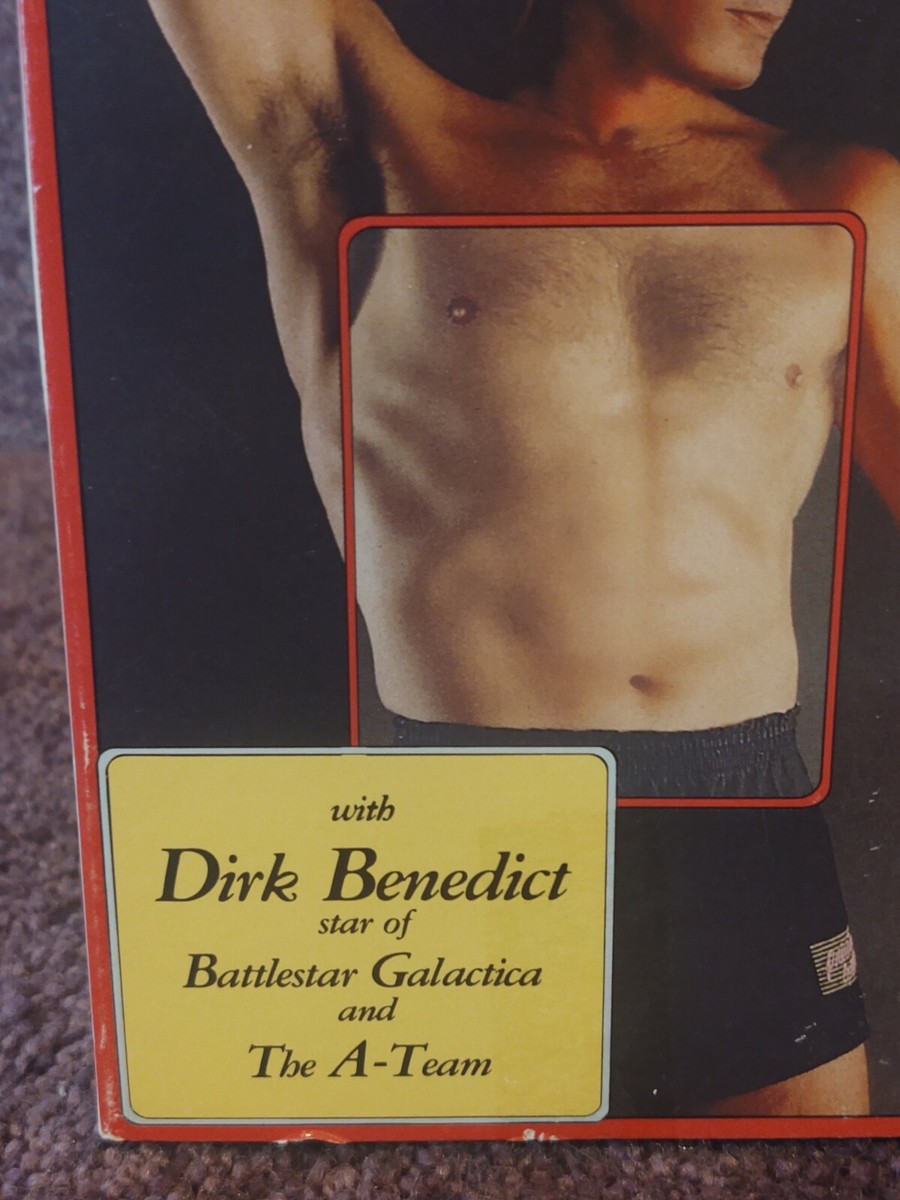 with
Dirk Benedict
star of
Battlestar Galactica
and
The A-Team